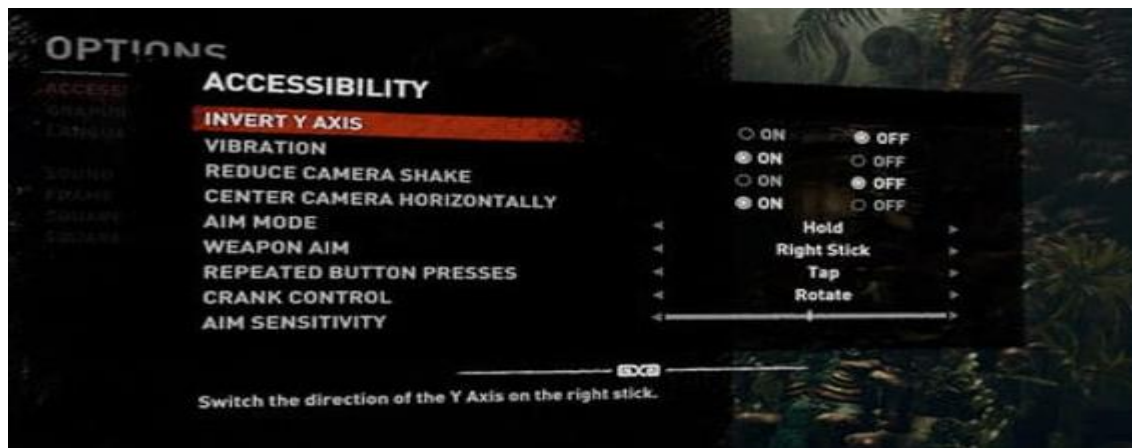 OPTIONS
ACCESSIBILITY
INVERT Y AXIS ON OFF
VIBRATION ON OFF
REDUCE CAMERA SHAKE ON OFF
CENTER CAMERA HORIZONTALLY ON OFF
AIM MODE Hold
WEAPON AIM Right Stick
REPEATED BUTTON PRESSES Tap
CRANK CONTROL Rotate
AIM SENSITIVITY
Switch the direction of the Y Axis on the right stick.